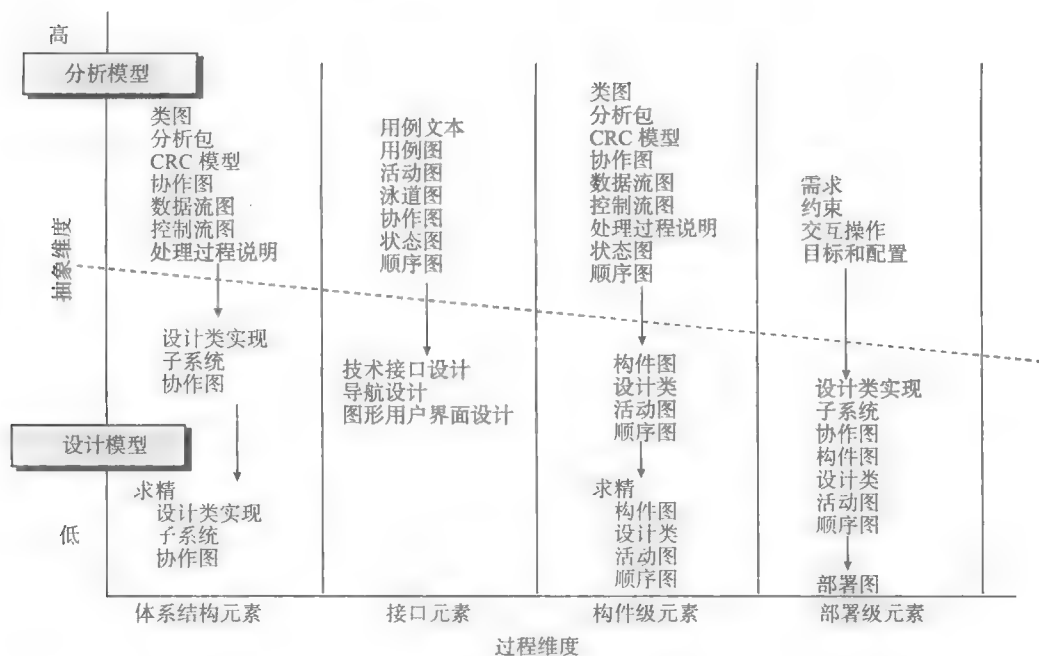 高
分析模型
抽象维度
设计模型
低
类图
分析包
CRC 模型
协作图
数据流图
控制流图
处理过程说明
设计类实现
子系统
协作图
求精
设计类实现
子系统
协作图
体系结构元素
用例文本
用例图
活动图
泳道图
协作图
状态图
顺序图
技术接口设计
导航设计
图形用户界面设计
接口元素
类图
分析包
CRC 模型
协作图
数据流图
控制流图
处理过程说明
状态图
顺序图
构件图
设计类
活动图
顺序图
求精
构件图
设计类
活动图
顺序图
构件级元素
需求
约束
交互操作
目标和配置
设计类实现
子系统
协作图
构件图
设计类
活动图
顺序图
部署图
部署级元素
过程维度